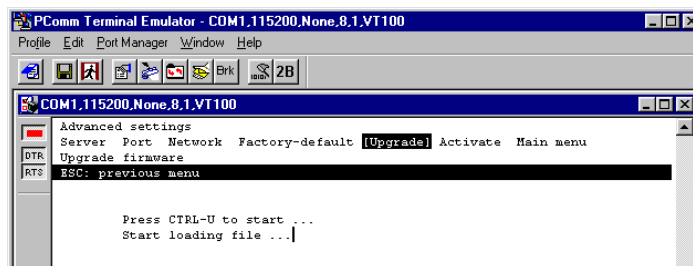 PComm Terminal Emulator - COM1,115200,None,8,1,VT100
Profile Edit Port Manager Window Help
Brk 2B
COM1,115200,None,8,1,VT100
Advanced settings
Server Port Network Factory-default [Upgrade] Activate Main menu
DTR Upgrade firmware
RTS ESC: previous menu
Press CTRL-U to start ...
Start loading file ...